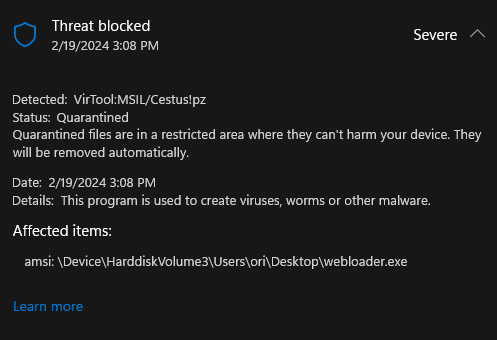 Threat blocked
2/19/2024 3:08 PM
Severe
Detected: VirTool:MSIL/Cestus!pz
Status: Quarantined
Quarantined files are in a restricted area where they can't harm your device. They
will be removed automatically.
Date: 2/19/2024 3:08 PM
Details: This program is used to create viruses, worms or other malware.
Affected items:
amsi: \Device\HarddiskVolume3\Users\ori\Desktop\webloader.exe
Learn more